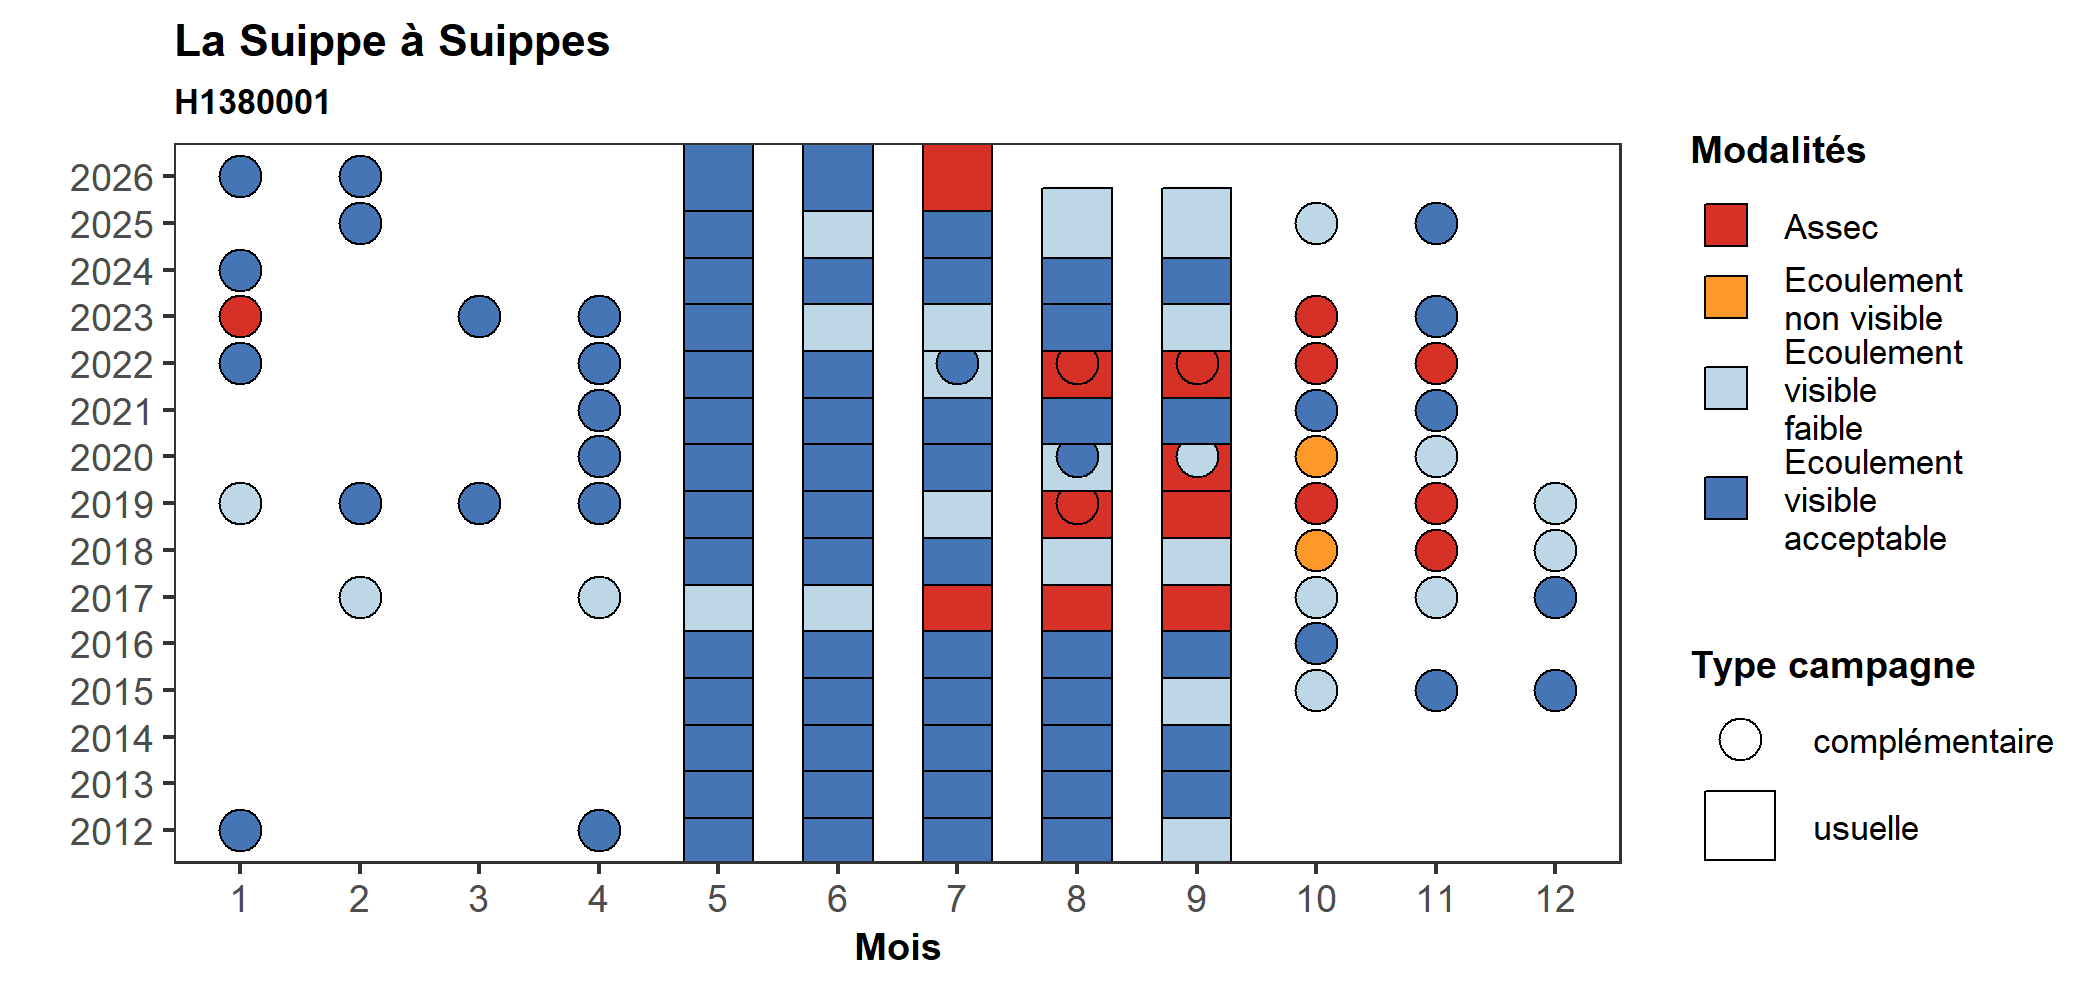 La Suippe à Suippes
H1380001
2026
2025
2024
2023
2022
2021
2020
2019
2018
2017
2016
2015
2014
2013
2012
1 2 3 4 5 6 7 8 9 10 11 12
Mois
Modalités
Assec
Ecoulement
non visible
Ecoulement
visible
faible
Ecoulement
visible
acceptable
Type campagne
complémentaire
usuelle